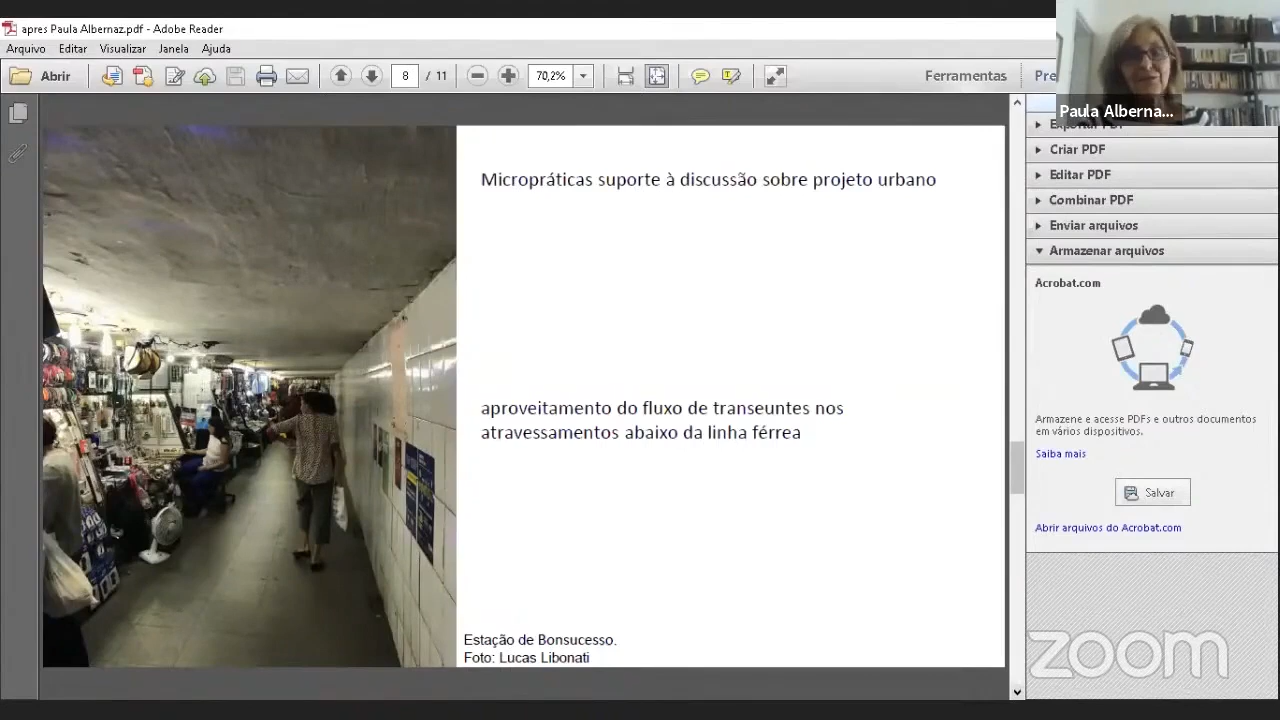 apres Paula Albernaz.pdf - Adobe Reader
Arquivo Editar Visualizar Janela Ajuda
Abrir 8 / 11 70,2% Ferramentas Pre
Paula Alberna...
Exportar PDF
Criar PDF
Editar PDF
Combinar PDF
Enviar arquivos
Armazenar arquivos
Acrobat.com
Armazene e acesse PDFs e outros documentos
em vários dispositivos.
Saiba mais
Salvar
Abrir arquivos do Acrobat.com
Micropráticas suporte à discussão sobre projeto urbano
aproveitamento do fluxo de transeuntes nos
atravessamentos abaixo da linha férrea
Estação de Bonsucesso.
Foto: Lucas Libonati
zoom